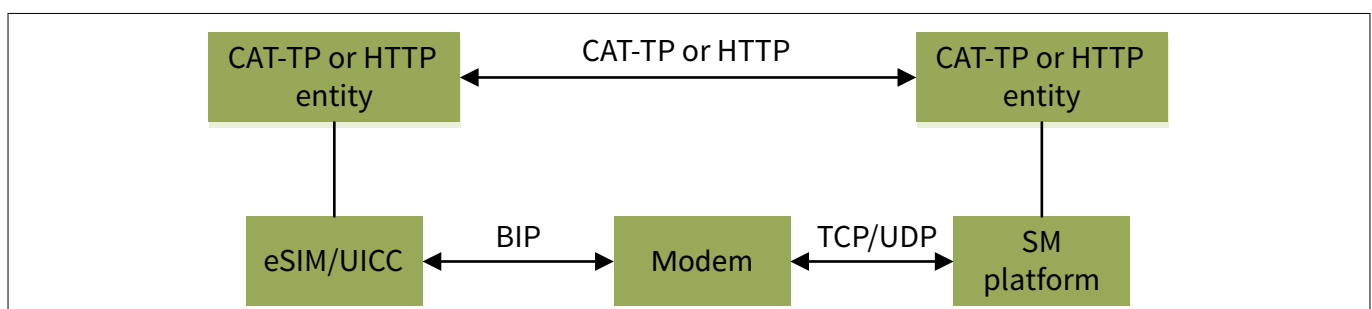 CAT-TP or HTTP
entity
CAT-TP or HTTP
CAT-TP or HTTP
entity
eSIM/UICC
BIP
Modem
TCP/UDP
SM
platform